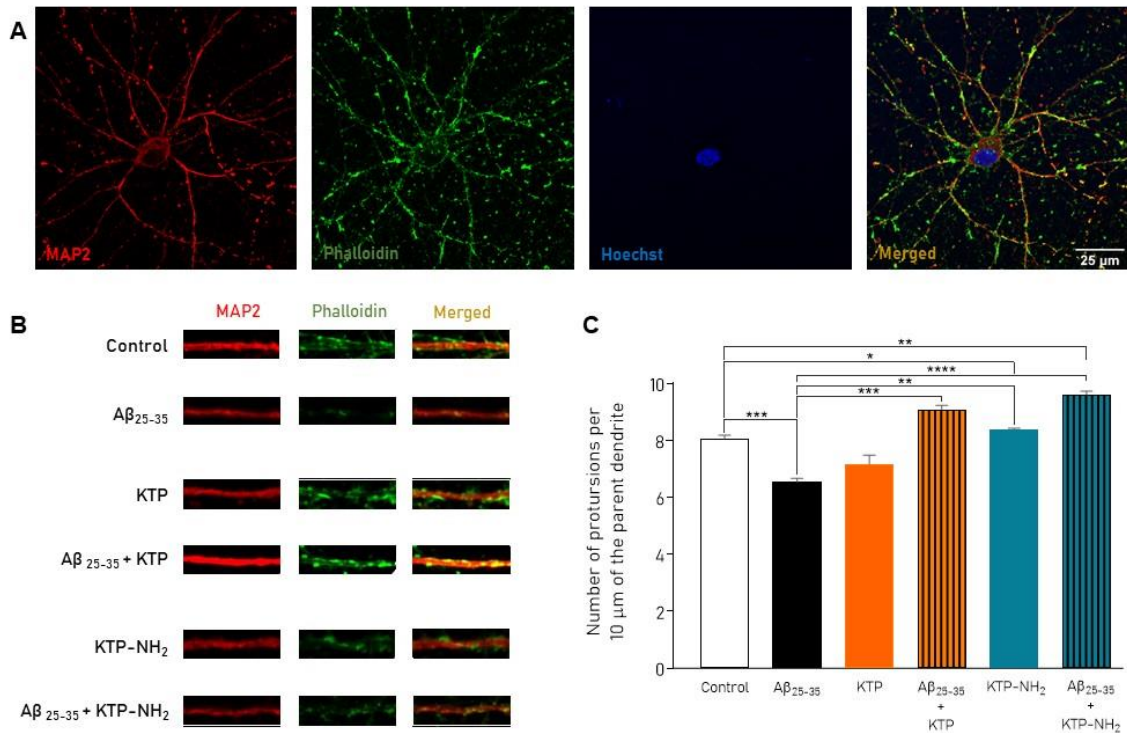 A
MAP2
Phalloidin
Hoechst
Merged
25 µm
B
MAP2 Phalloidin Merged
Control
Aβ25-35
KTP
Aβ 25-35 + KTP
KTP-NH2
Aβ 25-35 + KTP-NH2
C
Number of protursions per
10 µm of the parent dendrite
10
8
6
4
2
0
**
*
****
**
***
***
Control
Aβ25-35
KTP
Aβ25-35
+
KTP
KTP-NH2
Aβ25-35
+
KTP-NH2